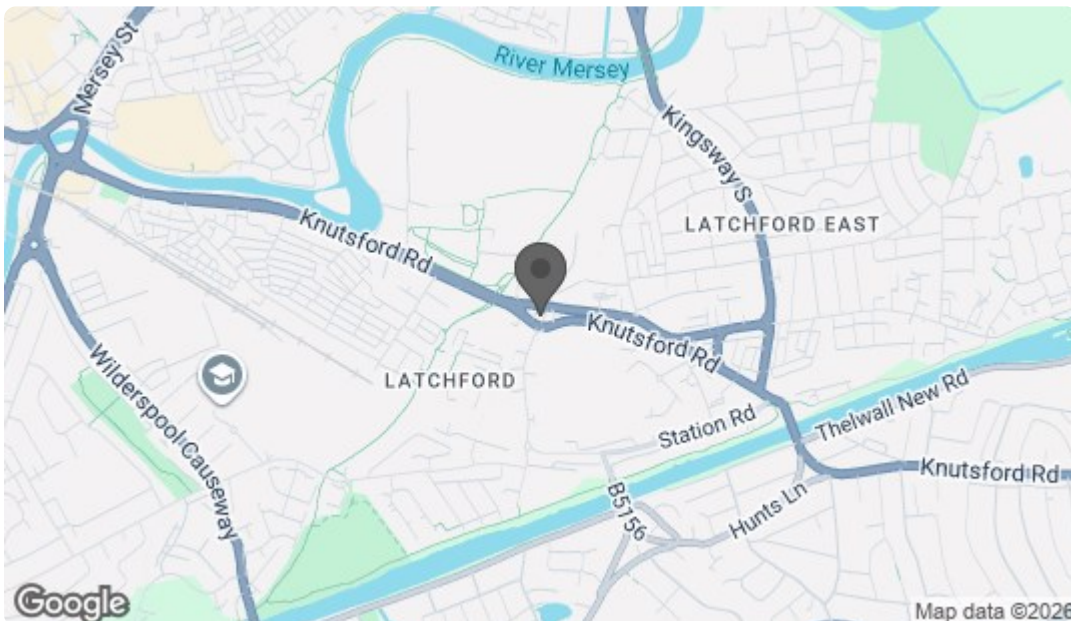 Mersey St
River Mersey
Kingsway S
LATCHFORD EAST
Knutsford Rd
Knutsford Rd
LATCHFORD
Wilderspool Causeway
Station Rd
Thelwall New Rd
Knutsford Rd
B5156
Hunts Ln
Google
Map data ©2026